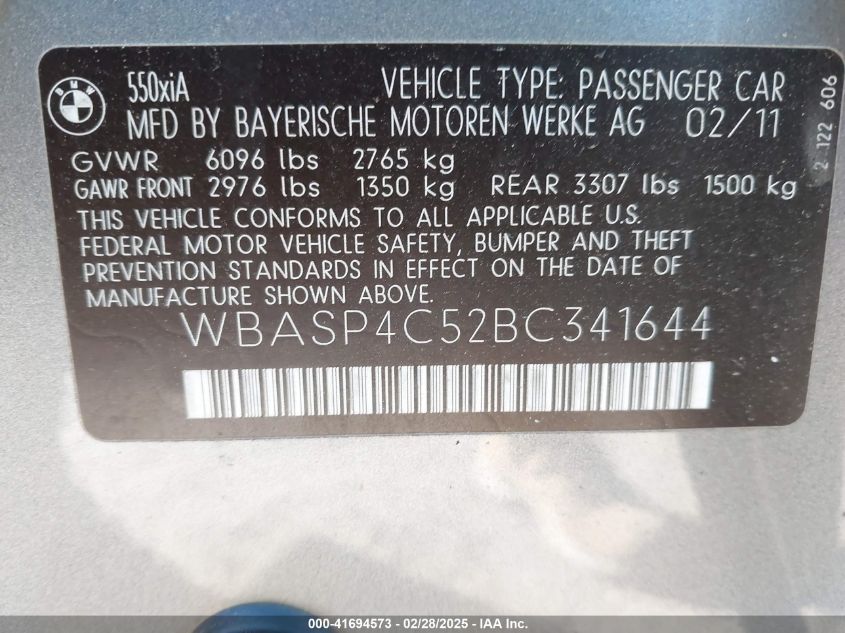 BMW
550xiA
VEHICLE TYPE: PASSENGER CAR
MFD BY BAYERISCHE MOTOREN WERKE AG 02/11
GVWR 6096 lbs 2765 kg
GAWR FRONT 2976 lbs 1350 kg REAR 3307 lbs 1500 kg
THIS VEHICLE CONFORMS TO ALL APPLICABLE U.S.
FEDERAL MOTOR VEHICLE SAFETY, BUMPER AND THEFT
PREVENTION STANDARDS IN EFFECT ON THE DATE OF
MANUFACTURE SHOWN ABOVE.
WBASP4C52BC341644
2 122 606
000-41694573 - 02/28/2025 - IAA Inc.